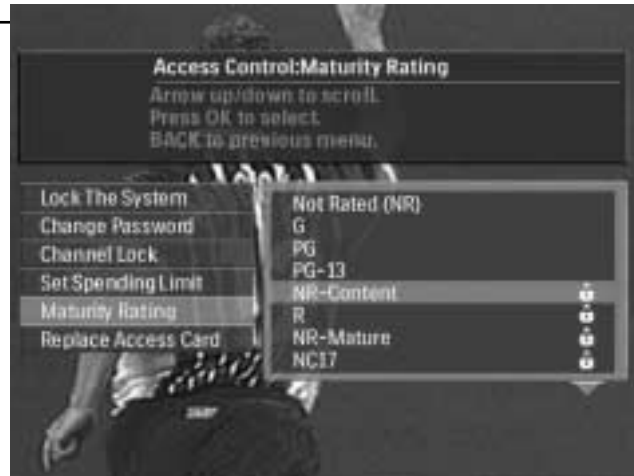 Access Control:Maturity Rating
Arrow up/down to scroll.
Press OK to select.
BACK to previous menu.
Lock The System
Change Password
Channel Lock
Set Spending Limit
Maturity Rating
Replace Access Card
Not Rated (NR)
G
PG
PG-13
NR-Content
R
NR-Mature
NC17